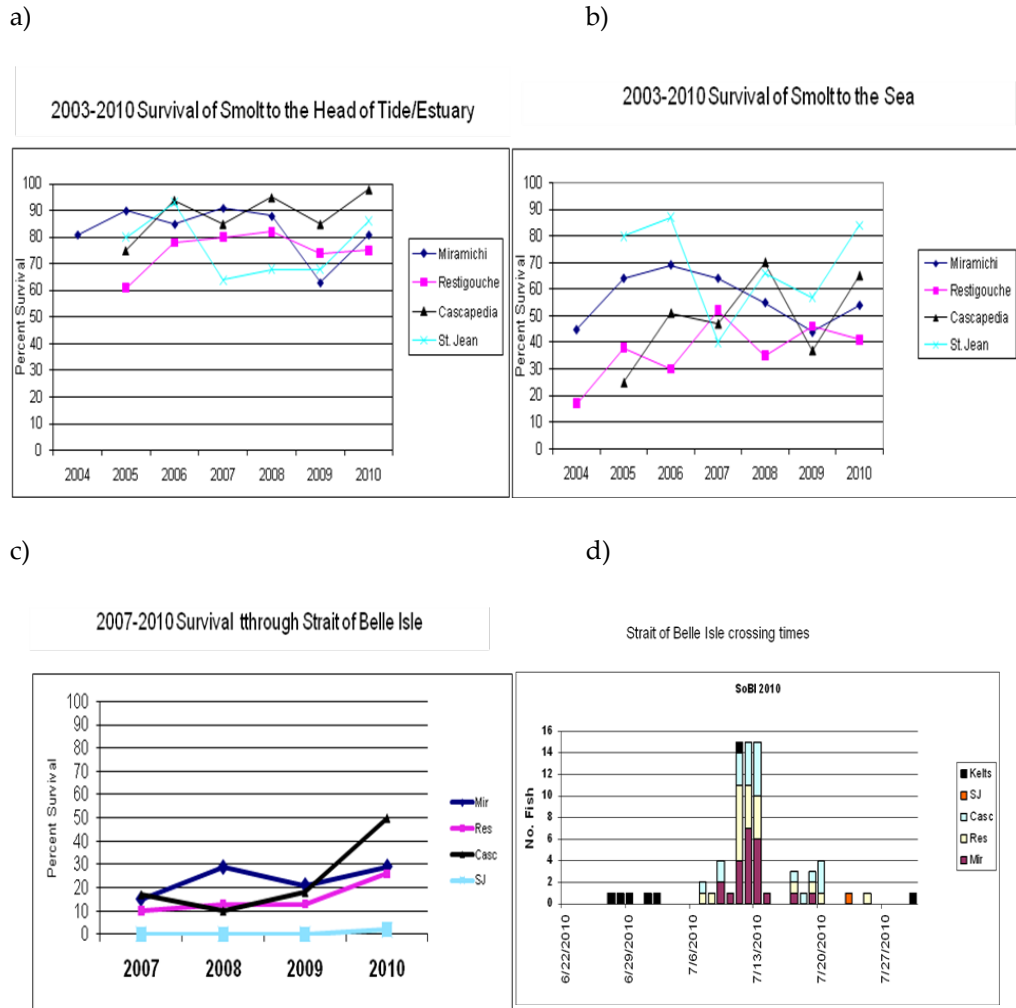 a)
b)
2003-2010 Survival of Smolt to the Head of Tide/Estuary
2003-2010 Survival of Smolt to the Sea
Percent Survival
100
90
80
70
60
50
40
30
20
10
0
2004 2005 2006 2007 2008 2009 2010
Miramichi
Restigouche
Cascapedia
St. Jean
Percent Survival
100
90
80
70
60
50
40
30
20
10
0
2004 2005 2006 2007 2008 2009 2010
Miramichi
Restigouche
Cascapedia
St. Jean
c)
d)
2007-2010 Survival tthrough Strait of Belle Isle
Strait of Belle Isle crossing times
Percent Survival
100
90
80
70
60
50
40
30
20
10
0
2007 2008 2009 2010
Mir
Res
Casc
SJ
SoBI 2010
No. Fish
16
14
12
10
8
6
4
2
0
6/22/2010
6/29/2010
7/6/2010
7/13/2010
7/20/2010
7/27/2010
Kelts
SJ
Casc
Res
Mir